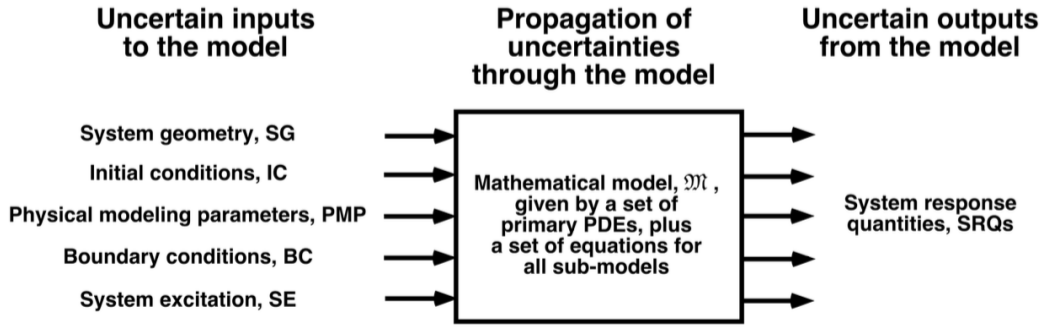 Uncertain inputs
to the model
Propagation of
uncertainties
through the model
Uncertain outputs
from the model
System geometry, SG
Initial conditions, IC
Physical modeling parameters, PMP
Boundary conditions, BC
System excitation, SE
Mathematical model, 𝔐 ,
given by a set of
primary PDEs, plus
a set of equations for
all sub-models
System response
quantities, SRQs